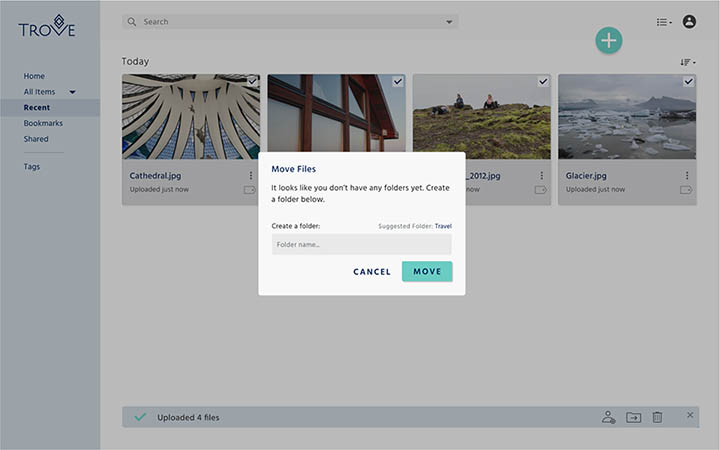 TROVE
Search
Home
All Items
Recent
Bookmarks
Shared
Tags
Today
Cathedral.jpg
Uploaded just now
_2012.jpg
Glacier.jpg
Uploaded just now
Move Files
It looks like you don't have any folders yet. Create
a folder below.
Create a folder:
Suggested Folder: Travel
Folder name...
CANCEL
MOVE
Uploaded 4 files